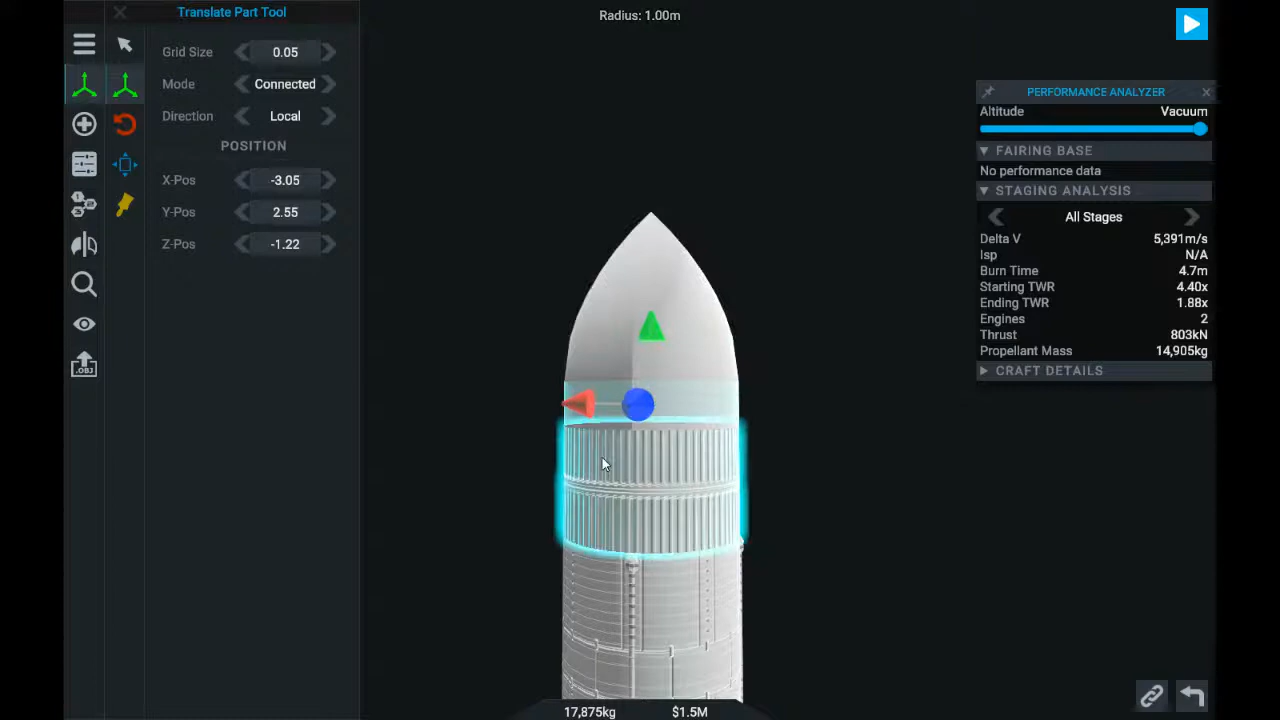 Translate Part Tool
Grid Size 0.05
Mode Connected
Direction Local
POSITION
X-Pos -3.05
Y-Pos 2.55
Z-Pos -1.22
.OBJ
Radius: 1.00m
PERFORMANCE ANALYZER
Altitude Vacuum
FAIRING BASE
No performance data
STAGING ANALYSIS
All Stages
Delta V 5,391m/s
Isp N/A
Burn Time 4.7m
Starting TWR 4.40x
Ending TWR 1.88x
Engines 2
Thrust 803kN
Propellant Mass 14,905kg
CRAFT DETAILS
17,875kg $1.5M